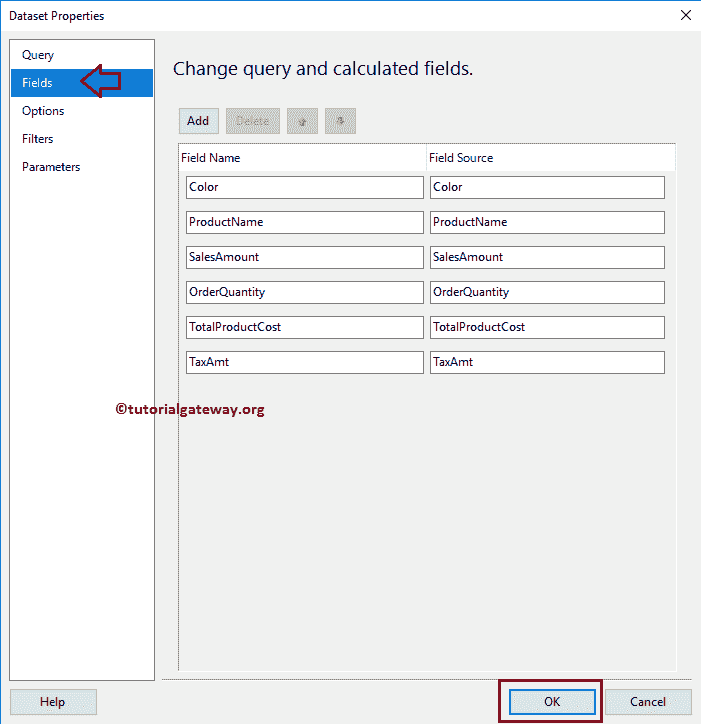 Dataset Properties
Query
Fields
Options
Filters
Parameters
Change query and calculated fields.
Add Delete
Field Name Field Source
Color Color
ProductName ProductName
SalesAmount SalesAmount
OrderQuantity OrderQuantity
TotalProductCost TotalProductCost
TaxAmt TaxAmt
©tutorialgateway.org
Help OK Cancel